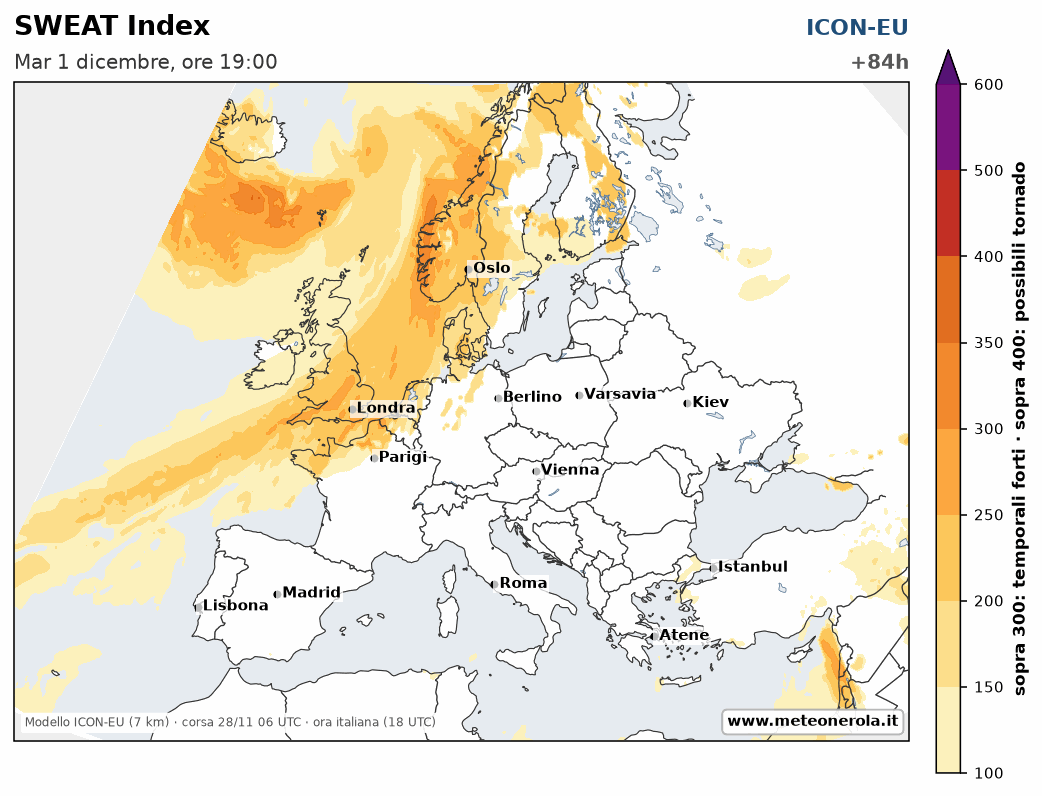 SWEAT Index
ICON-EU
Mar 1 dicembre, ore 19:00
+84h
600
500
400
350
300
250
200
150
100
sopra 300: temporali forti · sopra 400: possibili tornado
Oslo
Londra
Berlino
Varsavia
Kiev
Parigi
Vienna
Istanbul
Roma
Madrid
Lisbona
Atene
Modello ICON-EU (7 km) · corsa 28/11 06 UTC · ora italiana (18 UTC)
www.meteonerola.it